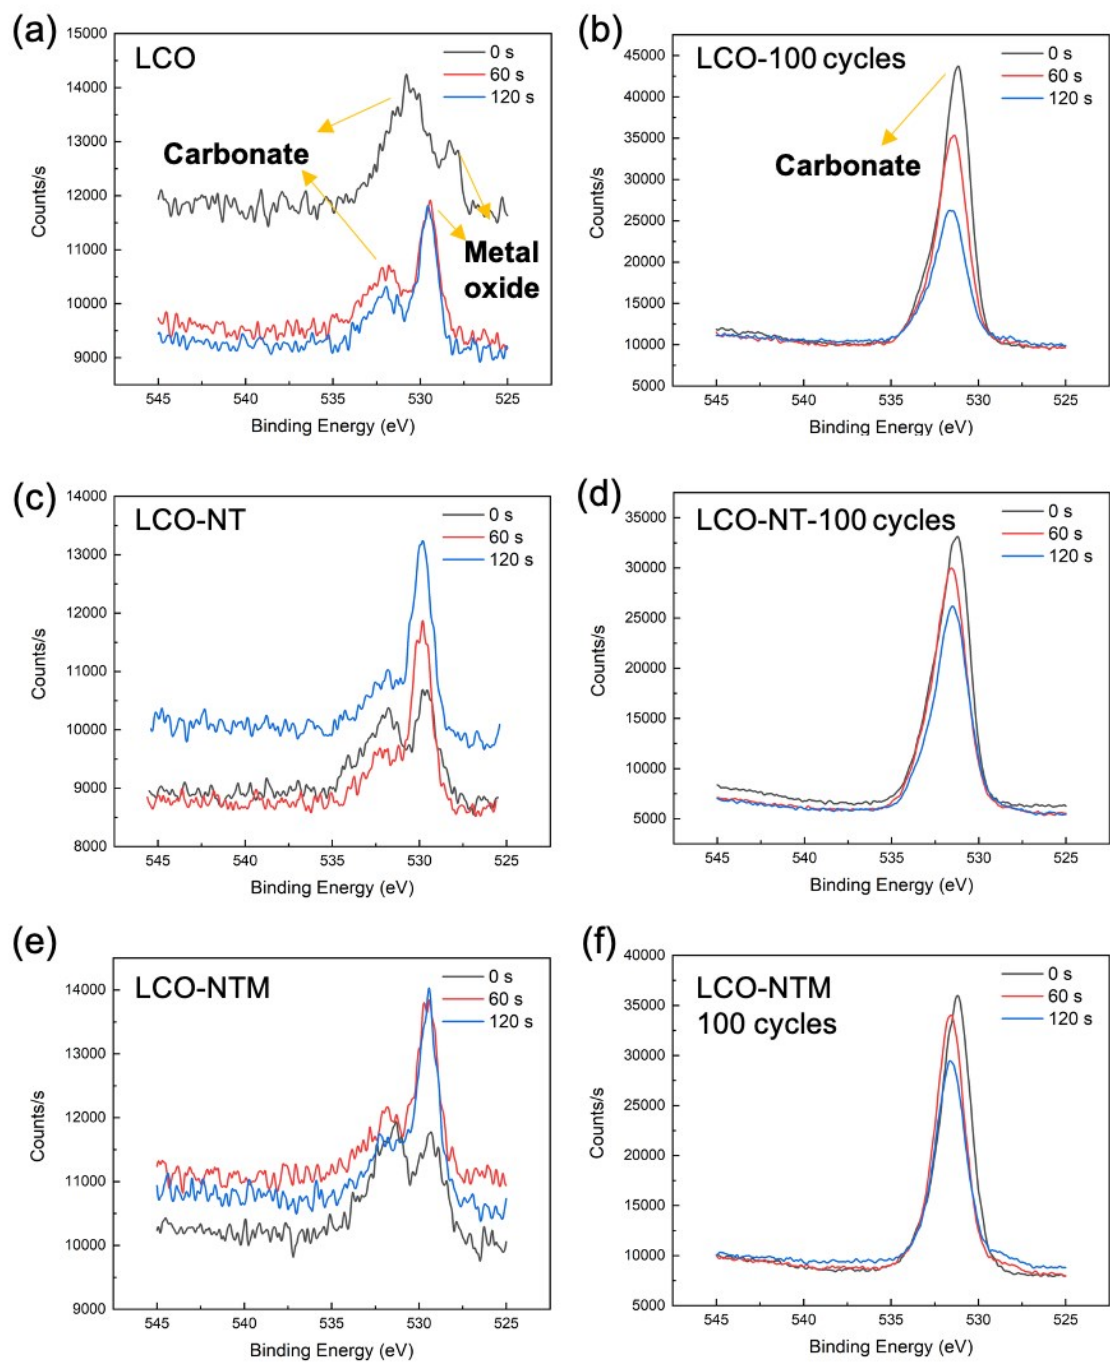 (a)
LCO
0 s
60 s
120 s
Carbonate
Metal
oxide
14000
13000
12000
11000
10000
9000
Counts/s
545
540
535
530
525
Binding Energy (eV)
(b)
LCO-100 cycles
0 s
60 s
120 s
Carbonate
45000
40000
35000
30000
25000
20000
15000
10000
5000
Counts/s
545
540
535
530
525
Binding Energy (eV)
(c)
LCO-NT
0 s
60 s
120 s
14000
13000
12000
11000
10000
9000
8000
Counts/s
545
540
535
530
525
Binding Energy (eV)
(d)
LCO-NT-100 cycles
0 s
60 s
120 s
35000
30000
25000
20000
15000
10000
5000
Counts/s
545
540
535
530
525
Binding Energy (eV)
(e)
LCO-NTM
0 s
60 s
120 s
14000
13000
12000
11000
10000
9000
Counts/s
545
540
535
530
525
Binding Energy (eV)
(f)
LCO-NTM
100 cycles
0 s
60 s
120 s
40000
35000
30000
25000
20000
15000
10000
5000
Counts/s
545
540
535
530
525
Binding Energy (eV)